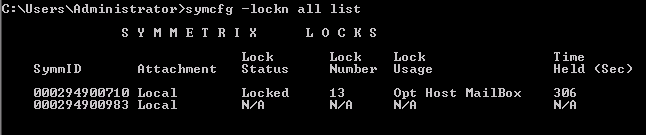 C:\Users\Administrator>symcfg -lockn all list
S Y M M E T R I X L O C K S
Lock Lock Lock Time
SymmID Attachment Status Number Usage Held (Sec)
000294900710 Local Locked 13 Opt Host MailBox 306
000294900983 Local N/A N/A N/A N/A